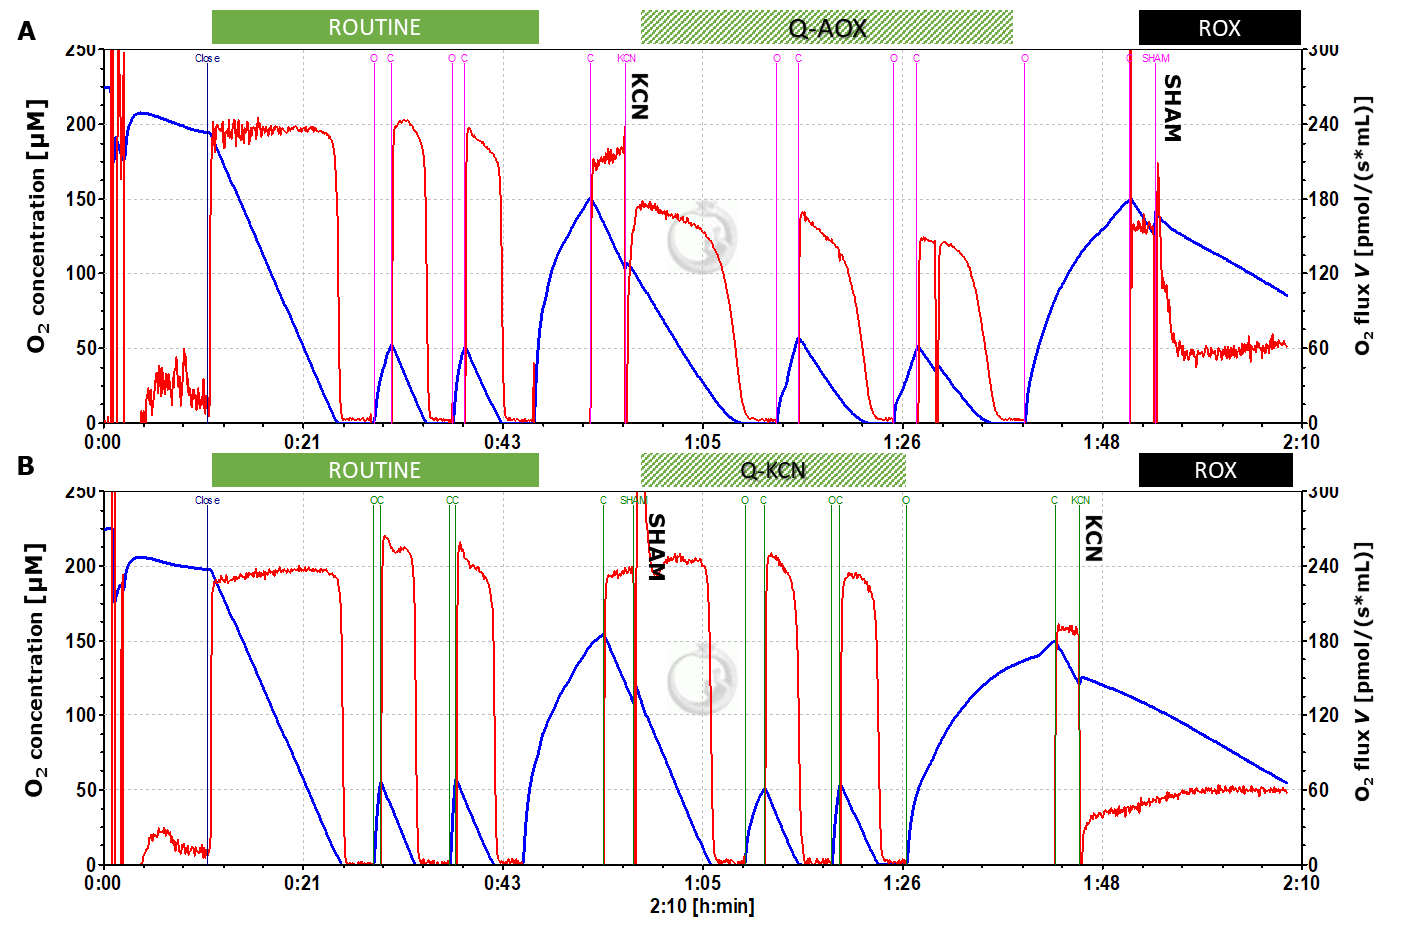 A
ROUTINE
Q-AOX
ROX
250
200
150
100
50
0
O2 concentration [µM]
Close
O
C
O
C
C
KCN
O
C
O
C
O
C
SHAM
KCN
SHAM
300
240
180
120
60
0
O2 flux V [pmol/(s*mL)]
0:00
0:21
0:43
1:05
1:26
1:48
2:10
B
ROUTINE
Q-KCN
ROX
250
200
150
100
50
0
O2 concentration [µM]
Close
OC
OC
C
SHAM
O
C
OC
O
C
KCN
SHAM
KCN
300
240
180
120
60
0
O2 flux V [pmol/(s*mL)]
0:00
0:21
0:43
1:05
1:26
1:48
2:10
2:10 [h:min]